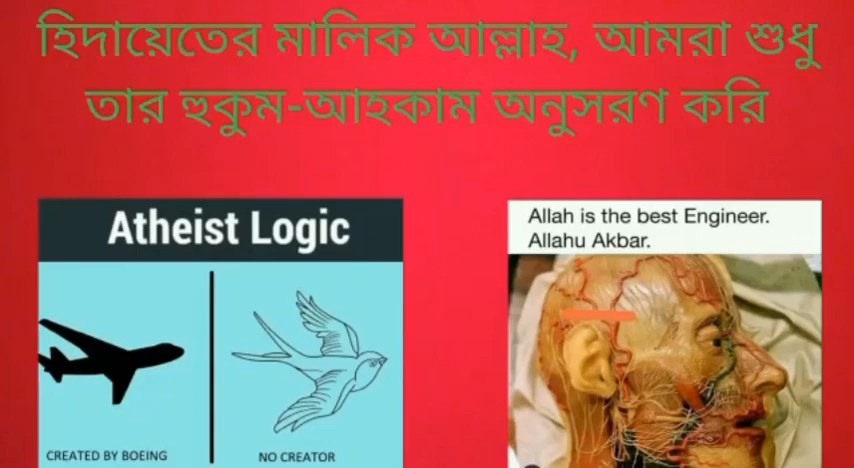 হিদায়েতের মালিক আল্লাহ, আমরা শুধু
তার হুকুম-আহকাম অনুসরণ করি
Atheist Logic
CREATED BY BOEING
NO CREATOR
Allah is the best Engineer.
Allahu Akbar.